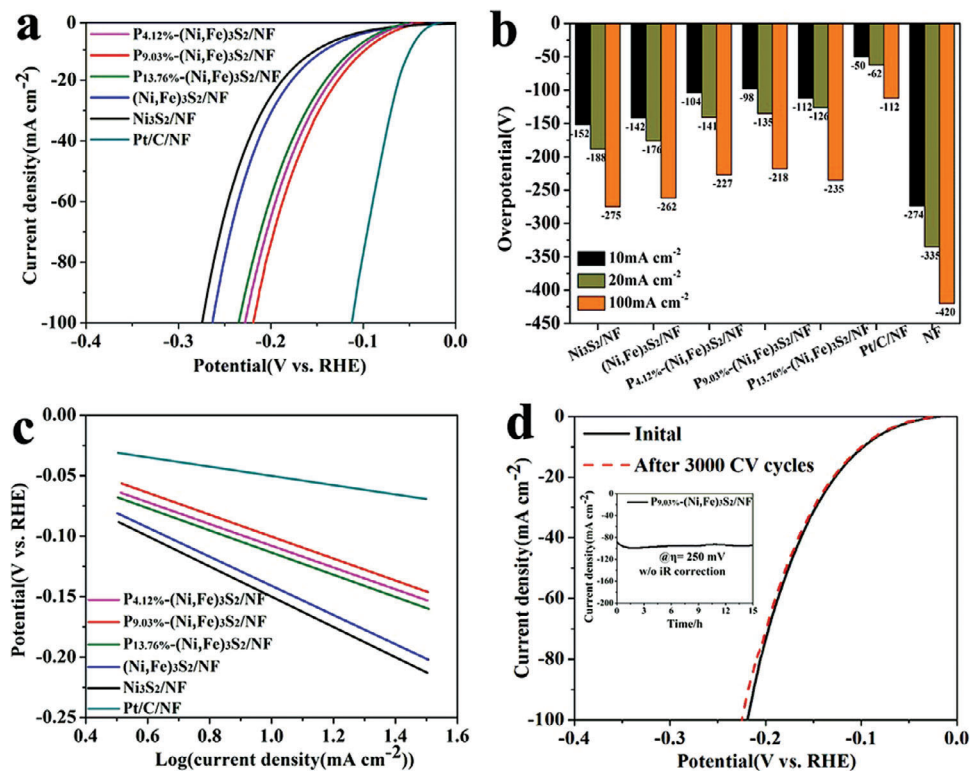 a
P4.12%-(Ni,Fe)3S2/NF
P9.03%-(Ni,Fe)3S2/NF
P13.76%-(Ni,Fe)3S2/NF
(Ni,Fe)3S2/NF
Ni3S2/NF
Pt/C/NF
0
-20
-40
-60
-80
-100
Current density(mA cm-2)
-0.4
-0.3
-0.2
-0.1
-0.0
Potential(V vs. RHE)
b
0
-50
-100
-150
-200
-250
-300
-350
-400
-450
Overpotential(V)
-152
-188
-275
-142
-176
-262
-104
-141
-227
-98
-135
-218
-112
-126
-235
-50
-62
-112
-274
-335
-420
10mA cm-2
20mA cm-2
100mA cm-2
Ni3S2/NF
(Ni,Fe)3S2/NF
P4.12%-(Ni,Fe)3S2/NF
P9.03%-(Ni,Fe)3S2/NF
P13.76%-(Ni,Fe)3S2/NF
Pt/C/NF
NF
c
0.00
-0.05
-0.10
-0.15
-0.20
-0.25
Potential(V vs. RHE)
P4.12%-(Ni,Fe)3S2/NF
P9.03%-(Ni,Fe)3S2/NF
P13.76%-(Ni,Fe)3S2/NF
(Ni,Fe)3S2/NF
Ni3S2/NF
Pt/C/NF
0.4
0.6
0.8
1.0
1.2
1.4
1.6
Log(current density(mA cm-2))
d
Inital
After 3000 CV cycles
0
-20
-40
-60
-80
-100
Current density(mA cm-2)
0
-40
-80
-120
-160
-200
Current density(mA cm-2)
P9.03%-(Ni,Fe)3S2/NF
@η= 250 mV
w/o iR correction
0
3
6
9
12
15
Time/h
-0.4
-0.3
-0.2
-0.1
0.0
Potential(V vs. RHE)